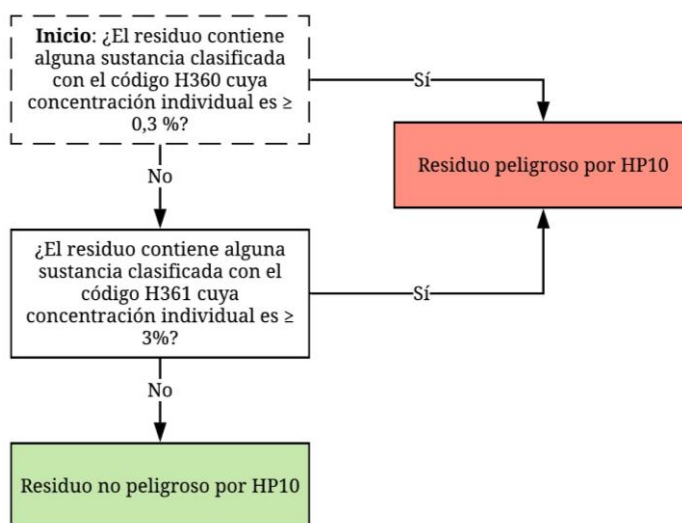 Inicio: ¿El residuo contiene
alguna sustancia clasificada
con el código H360 cuya
concentración individual es ≥
0,3 %?
Sí
Residuo peligroso por HP10
No
¿El residuo contiene alguna
sustancia clasificada con el
código H361 cuya
concentración individual es ≥
3%?
Sí
No
Residuo no peligroso por HP10